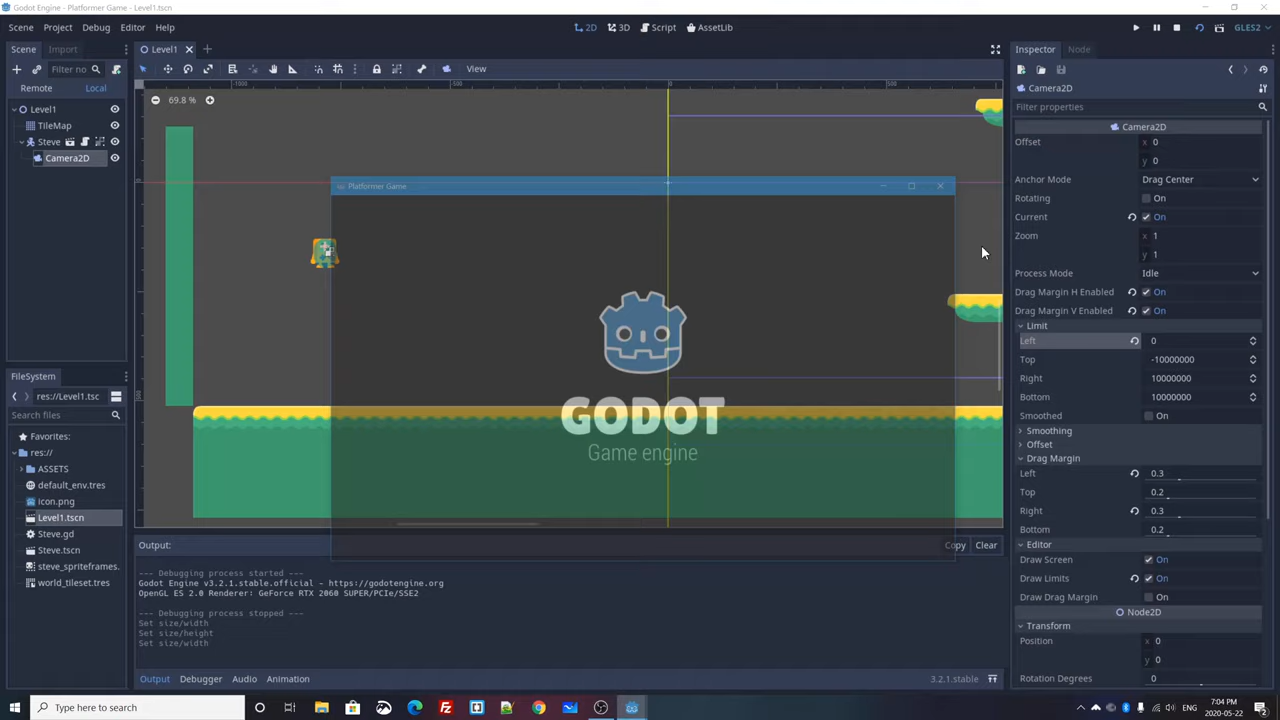 Godot Engine - Platformer Game - Level1.tscn
Scene Project Debug Editor Help
2D 3D Script AssetLib
GLES2
Scene Import
Level1
Inspector Node
Filter no
Remote Local
View
Camera2D
Level1
-1000 -500 0 500
69.8 %
Filter properties
TileMap
Steve
Camera2D
Camera2D
Offset x 0
y 0
Anchor Mode Drag Center
Platformer Game
Rotating On
Current On
Zoom x 1
y 1
Process Mode Idle
Drag Margin H Enabled On
Drag Margin V Enabled On
Limit
Left 0
Top -10000000
Right 10000000
Bottom 10000000
Smoothed On
Smoothing
Offset
Drag Margin
Left 0.3
Top 0.2
Right 0.3
Bottom 0.2
Editor
Draw Screen On
Draw Limits On
Draw Drag Margin On
Node2D
Transform
Position x 0
y 0
Rotation Degrees 0
GODOT
Game engine
FileSystem
res://Level1.tsc
Search files
Favorites:
res://
ASSETS
default_env.tres
icon.png
Level1.tscn
Steve.gd
Steve.tscn
steve_spriteframes.
world_tileset.tres
Output:
Copy Clear
--- Debugging process started ---
Godot Engine v3.2.1.stable.official - https://godotengine.org
OpenGL ES 2.0 Renderer: GeForce RTX 2060 SUPER/PCIe/SSE2
--- Debugging process stopped ---
Set size/width
Set size/height
Set size/width
Output Debugger Audio Animation
3.2.1.stable
Type here to search
ENG
7:04 PM
2020-05-22
2